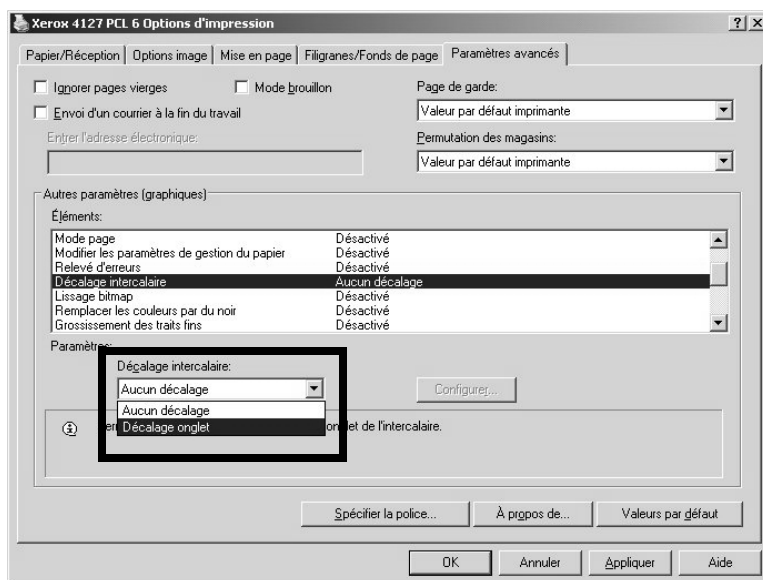 Xerox 4127 PCL 6 Options d'impression
Papier/Réception Options image Mise en page Filigranes/Fonds de page Paramètres avancés
Ignorer pages vierges Mode brouillon Page de garde:
Envoi d'un courrier à la fin du travail Valeur par défaut imprimante
Entrer l'adresse électronique: Permutation des magasins:
Valeur par défaut imprimante
Autres paramètres (graphiques)
Éléments:
Mode page Désactivé
Modifier les paramètres de gestion du papier Désactivé
Relevé d'erreurs Désactivé
Décalage intercalaire Aucun décalage
Lissage bitmap Désactivé
Remplacer les couleurs par du noir Désactivé
Grossissement des traits fins Désactivé
Paramètres:
Décalage intercalaire:
Aucun décalage Configurer...
Aucun décalage
Décalage onglet de l'intercalaire.
Spécifier la police... À propos de... Valeurs par défaut
OK Annuler Appliquer Aide